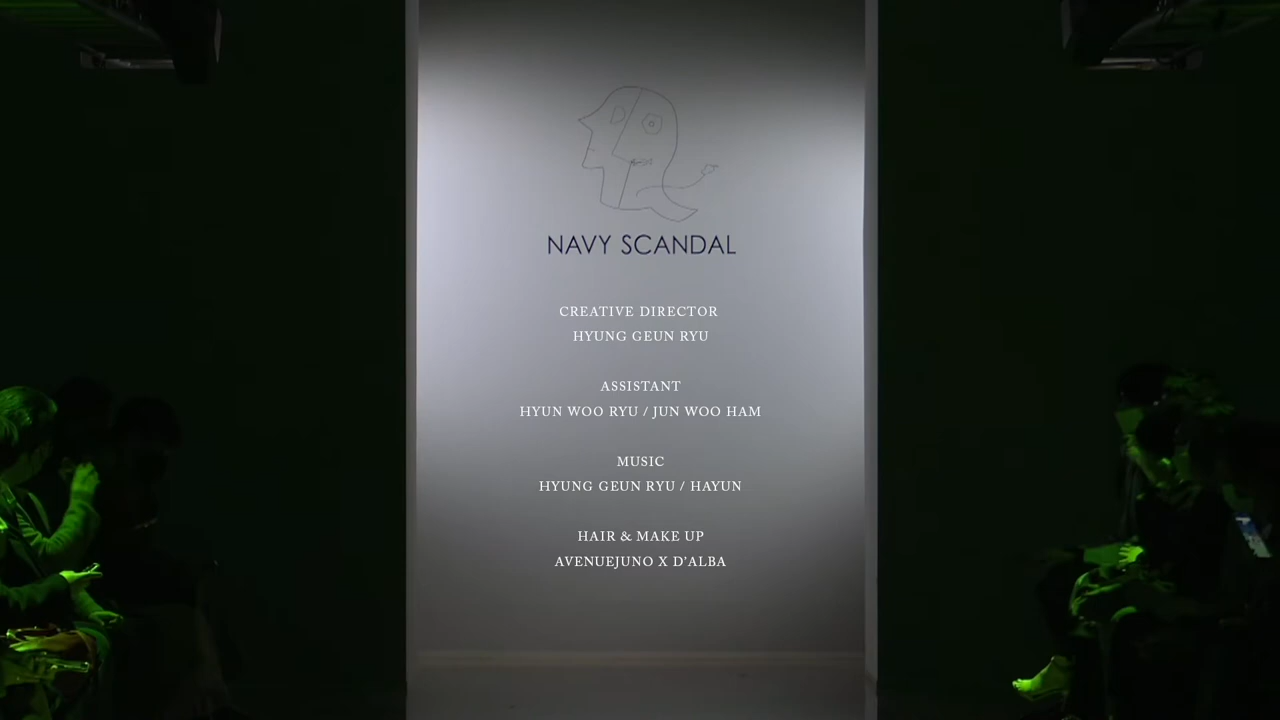 NAVY SCANDAL
CREATIVE DIRECTOR
HYUNG GEUN RYU
ASSISTANT
HYUN WOO RYU / JUN WOO HAM
MUSIC
HYUNG GEUN RYU / HAYUN
HAIR & MAKE UP
AVENUEJUNO X D'ALBA